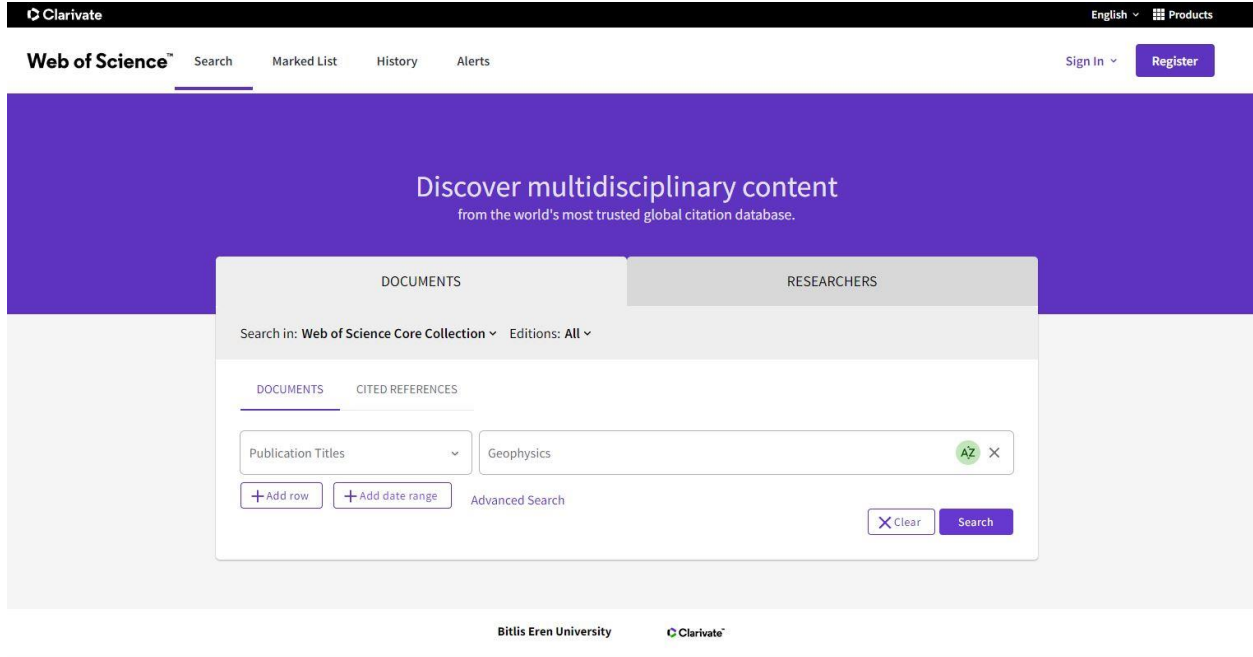 Clarivate English Products
Web of Science™ Search Marked List History Alerts Sign In Register
Discover multidisciplinary content
from the world's most trusted global citation database.
DOCUMENTS RESEARCHERS
Search in: Web of Science Core Collection Editions: All
DOCUMENTS CITED REFERENCES
Publication Titles Geophysics AZ
+Add row +Add date range Advanced Search
Clear Search
Bitlis Eren University Clarivate™